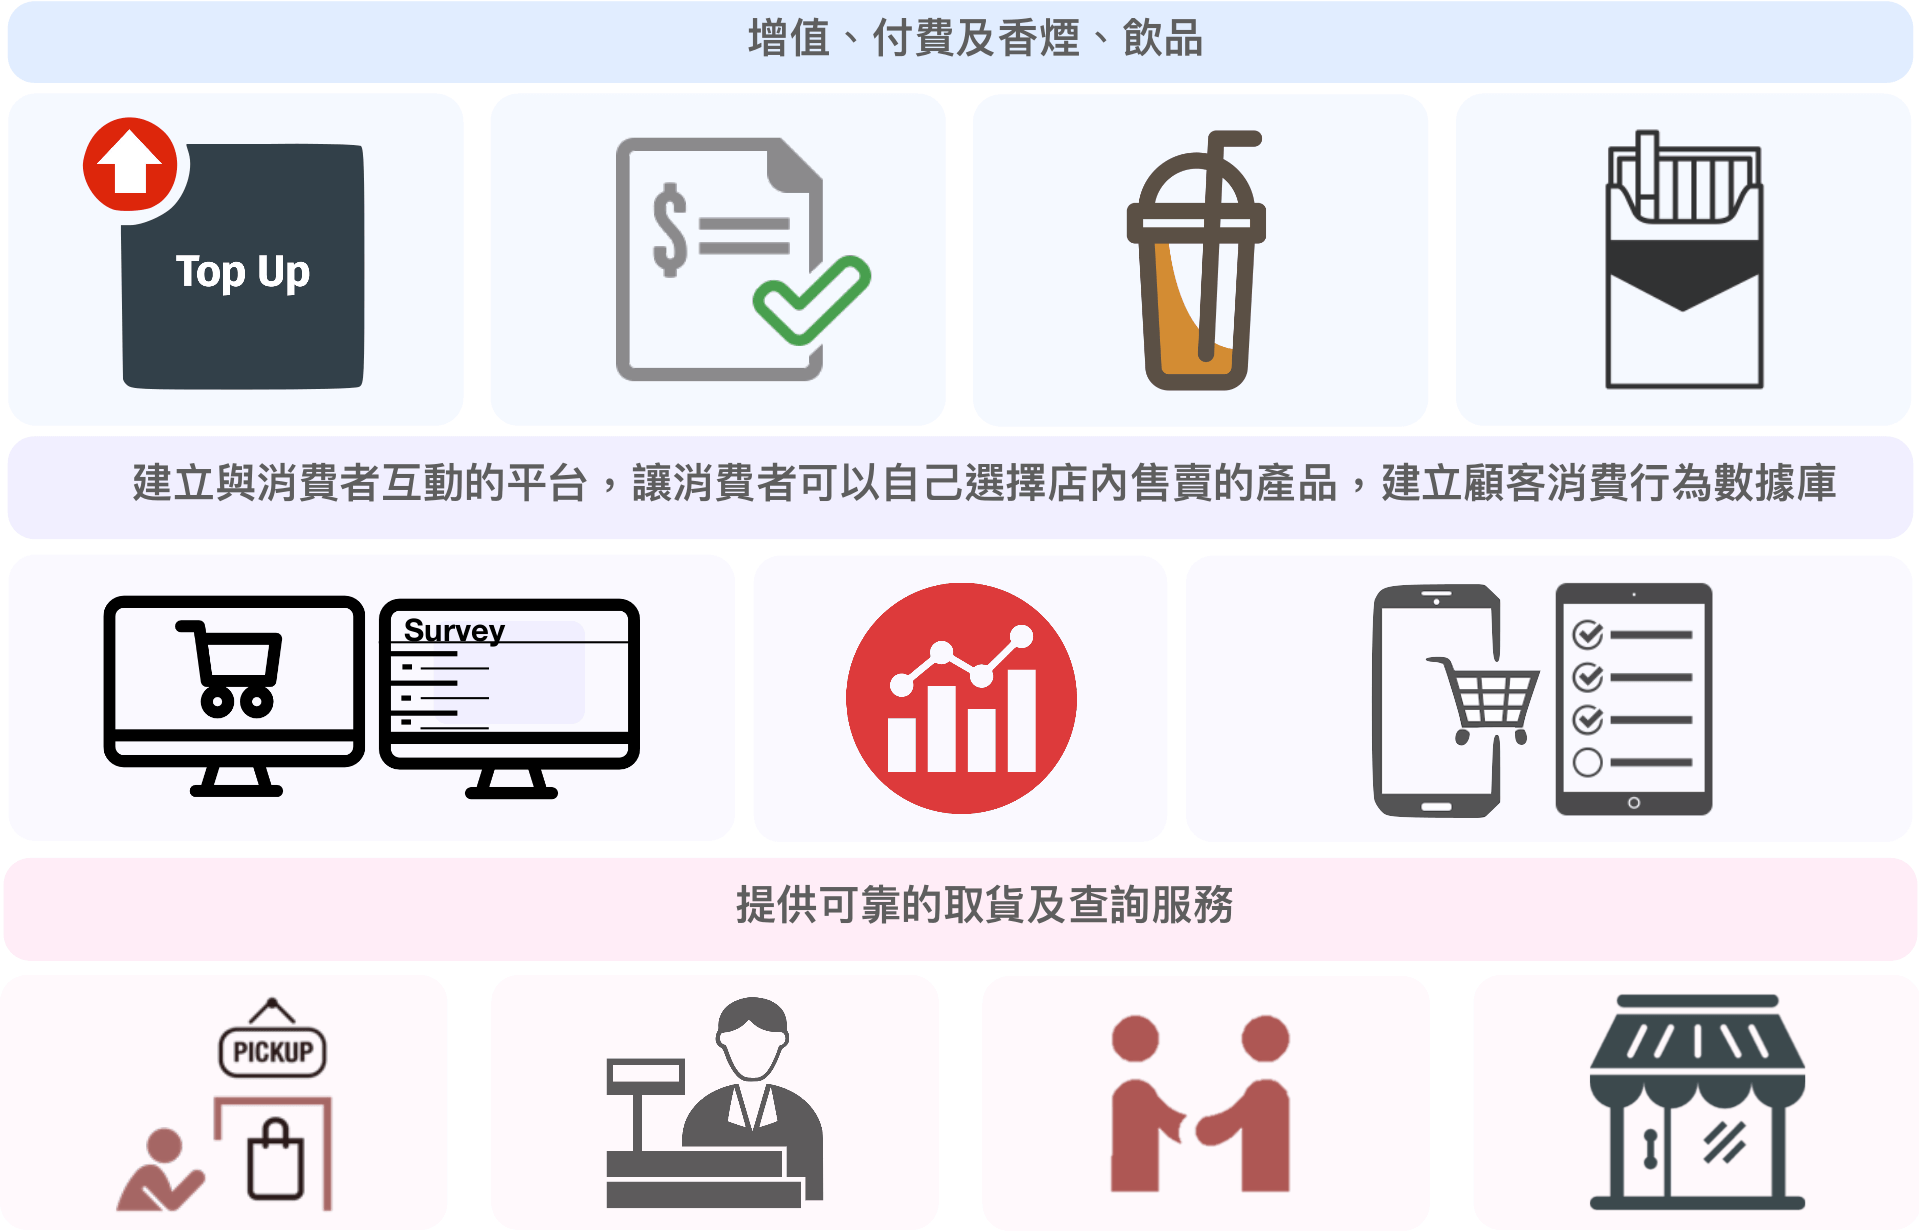 增值、付費及香煙、飲品
Top Up
建立與消費者互動的平台，讓消費者可以自己選擇店內售賣的產品，建立顧客消費行為數據庫
Survey
提供可靠的取貨及查詢服務
PICKUP